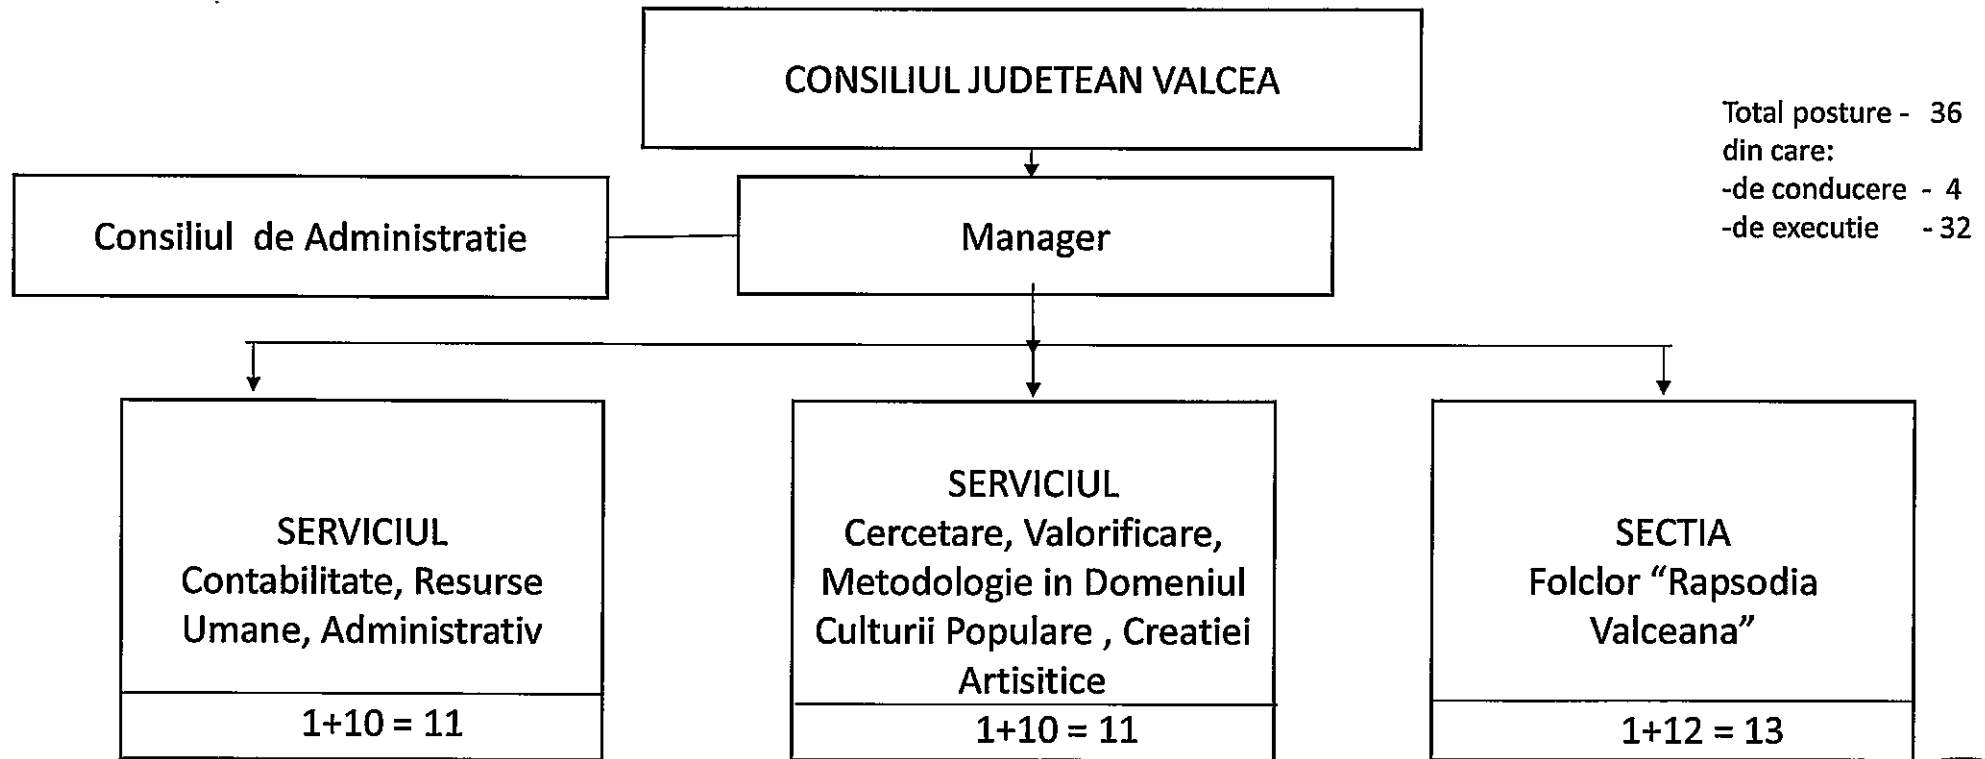 CONSILIUL JUDETEAN VALCEA
Total posture - 36
din care:
-de conducere - 4
-de executie - 32
Consiliul de Administratie
Manager
SERVICIUL
Contabilitate, Resurse
Umane, Administrativ
1+10 = 11
SERVICIUL
Cercetare, Valorificare,
Metodologie in Domeniul
Culturii Populare , Creatiei
Artisitice
1+10 = 11
SECTIA
Folclor “Rapsodia
Valceana”
1+12 = 13